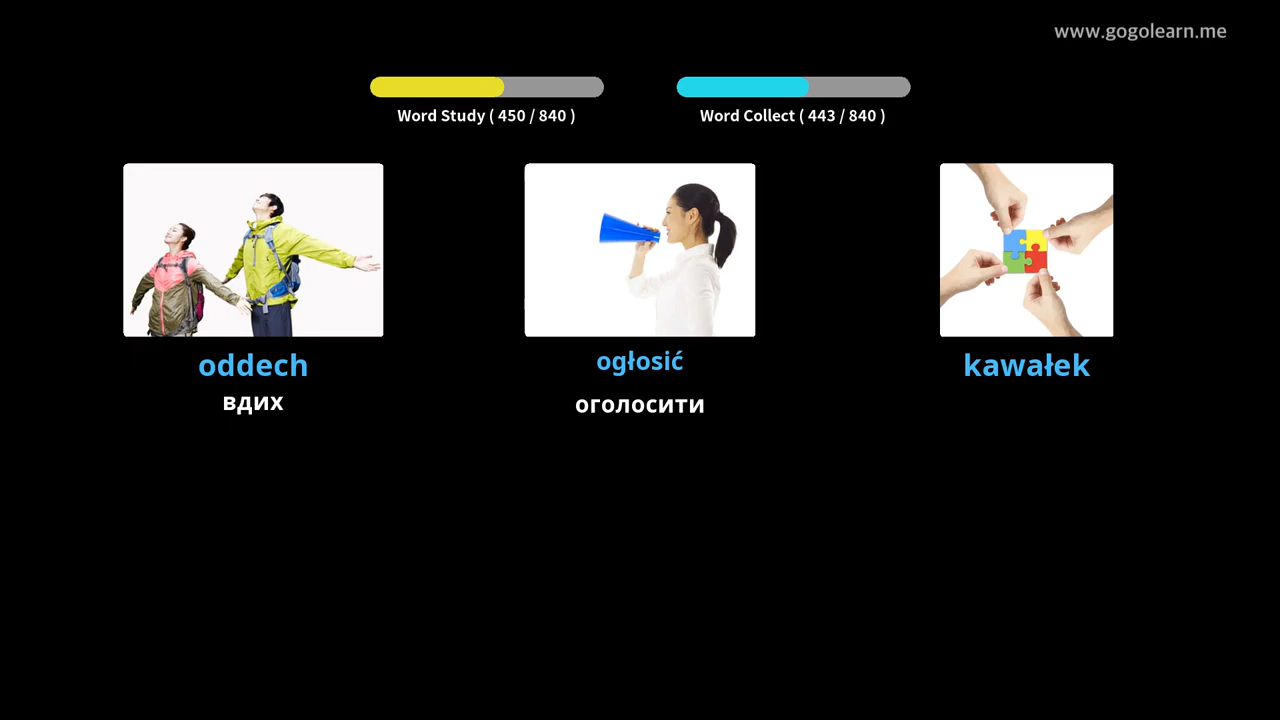 www.gogolearn.me
Word Study ( 450 / 840 )
Word Collect ( 443 / 840 )
oddech
вдих
ogłosić
оголосити
kawałek